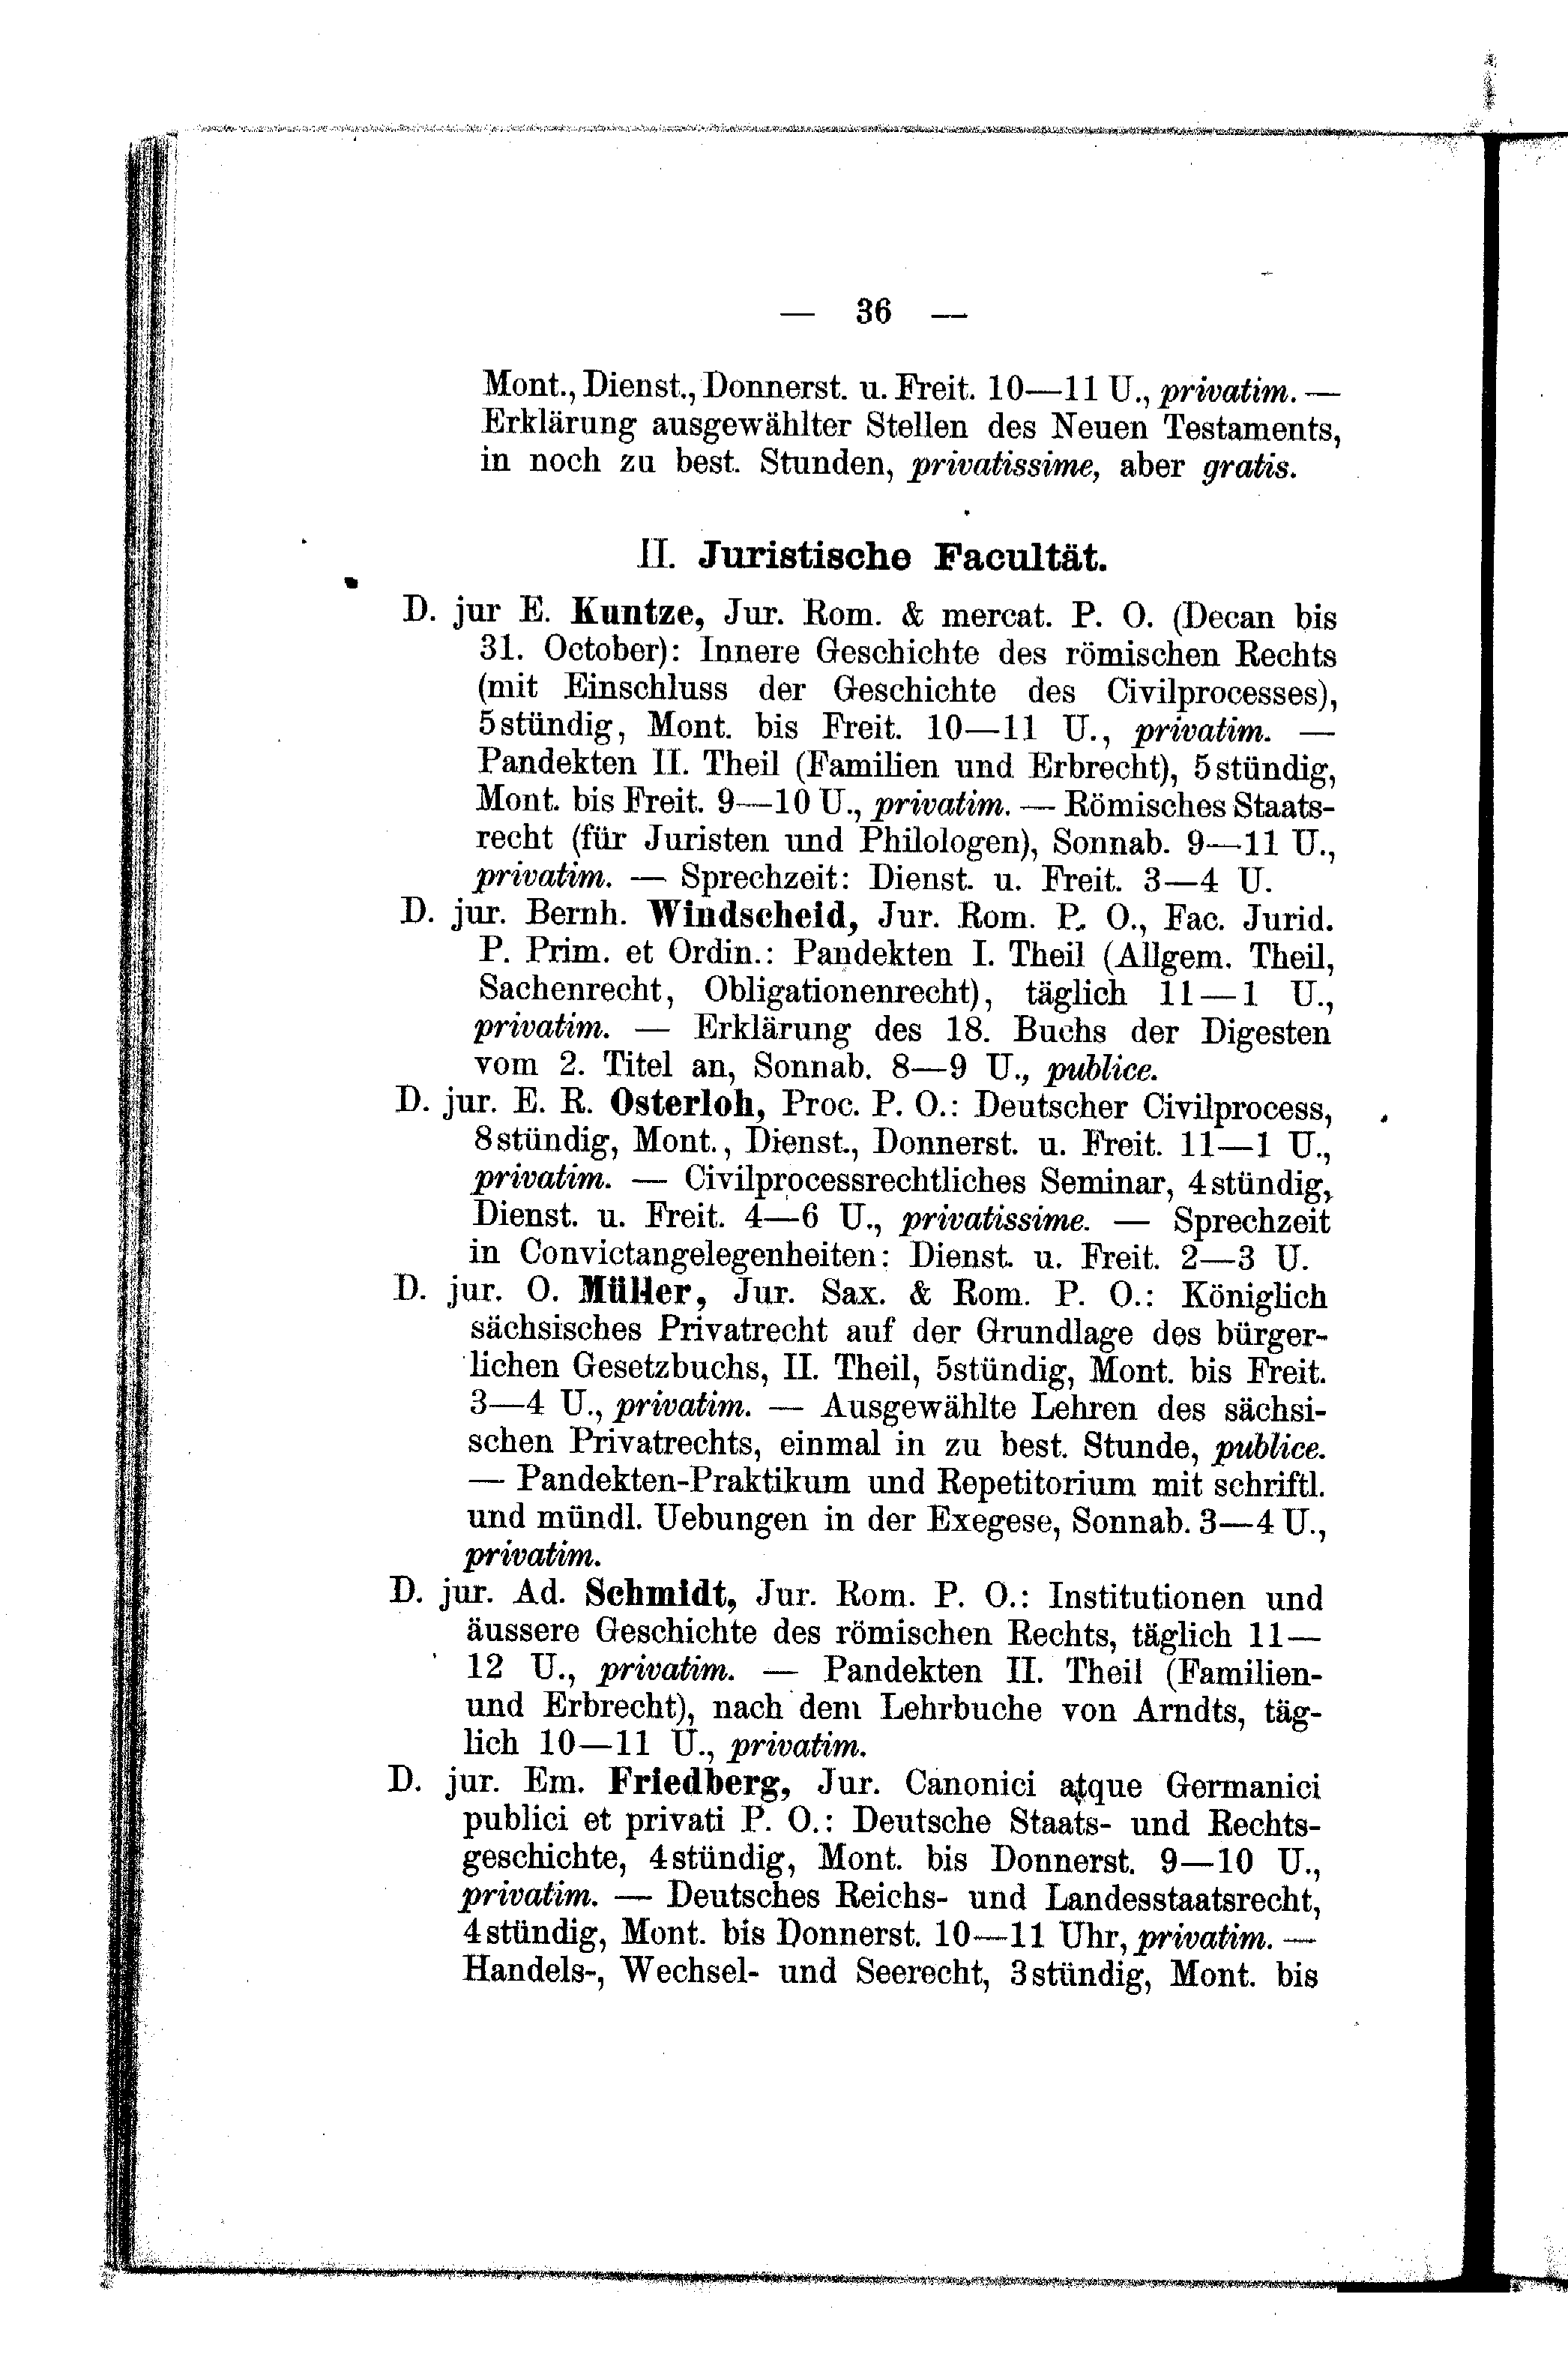 — 36 —
Mont., Dienst., Donnerst. u. Freit. 10—11 U., privatim. —
Erklärung ausgewählter Stellen des Neuen Testaments,
in noch zu best. Stunden, privatissime, aber gratis.
II. Juristische Facultät.
D. jur E. Kuntze, Jur. Rom. & mercat. P. O. (Decan bis
31. October): Innere Geschichte des römischen Rechts
(mit Einschluss der Geschichte des Civilprocesses),
5stündig, Mont. bis Freit. 10—11 U., privatim. —
Pandekten II. Theil (Familien und Erbrecht), 5stündig,
Mont. bis Freit. 9—10 U., privatim. — Römisches Staats-
recht (für Juristen und Philologen), Sonnab. 9—11 U.,
privatim. — Sprechzeit: Dienst. u. Freit. 3—4 U.
D. jur. Bernh. Windscheid, Jur. Rom. P. O., Fac. Jurid.
P. Prim. et Ordin.: Pandekten I. Theil (Allgem. Theil,
Sachenrecht, Obligationenrecht), täglich 11—1 U.,
privatim. — Erklärung des 18. Buchs der Digesten
vom 2. Titel an, Sonnab. 8—9 U., publice.
D. jur. E. R. Osterloh, Proc. P. O.: Deutscher Civilprocess,
8stündig, Mont., Dienst., Donnerst. u. Freit. 11—1 U.,
privatim. — Civilprocessrechtliches Seminar, 4stündig,
Dienst. u. Freit. 4—6 U., privatissime. — Sprechzeit
in Convictangelegenheiten: Dienst. u. Freit. 2—3 U.
D. jur. O. Müller, Jur. Sax. & Rom. P. O.: Königlich
sächsisches Privatrecht auf der Grundlage des bürger-
lichen Gesetzbuchs, II. Theil, 5stündig, Mont. bis Freit.
3—4 U., privatim. — Ausgewählte Lehren des sächsi-
schen Privatrechts, einmal in zu best. Stunde, publice.
— Pandekten-Praktikum und Repetitorium mit schriftl.
und mündl. Uebungen in der Exegese, Sonnab. 3—4 U.,
privatim.
D. jur. Ad. Schmidt, Jur. Rom. P. O.: Institutionen und
äussere Geschichte des römischen Rechts, täglich 11—
12 U., privatim. — Pandekten II. Theil (Familien-
und Erbrecht), nach dem Lehrbuche von Arndts, täg-
lich 10—11 U., privatim.
D. jur. Em. Friedberg, Jur. Canonici atque Germanici
publici et privati P. O.: Deutsche Staats- und Rechts-
geschichte, 4stündig, Mont. bis Donnerst. 9—10 U.,
privatim. — Deutsches Reichs- und Landesstaatsrecht,
4stündig, Mont. bis Donnerst. 10—11 Uhr, privatim. —
Handels-, Wechsel- und Seerecht, 3stündig, Mont. bis